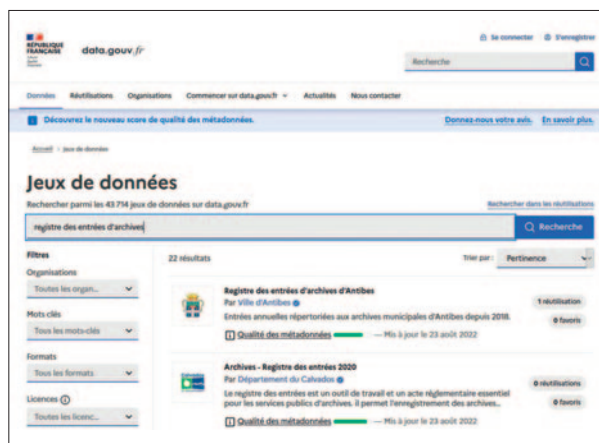 RÉPUBLIQUE
FRANÇAISE
data.gouv.fr
Se connecter S'enregistrer
Recherche
Données Réutilisations Organisations Commencer sur data.gouv.fr Actualités Nous contacter
Découvrez le nouveau score de qualité des métadonnées. Donnez-nous votre avis. En savoir plus.
Accueil Jeux de données
Jeux de données
Rechercher parmi les 43 714 jeux de données sur data.gouv.fr Rechercher dans les réutilisations
registre des entrées d'archives Recherche
Filtres 22 résultats Trier par : Pertinence
Organisations
Toutes les organ...
Mots clés
Tous les mots-clés
Formats
Tous les formats
Licences
Toutes les licenc...
Registre des entrées d'archives d'Antibes
Par Ville d'Antibes 1 réutilisation
Entrées annuelles répertoriées aux archives municipales d'Antibes depuis 2018.
0 favoris
Qualité des métadonnées — Mis à jour le 23 août 2022
Archives - Registre des entrées 2020
Calvados
Par Département du Calvados 0 réutilisations
Le registre des entrées est un outil de travail et un acte réglementaire essentiel
pour les services publics d'archives. Il permet l'enregistrement des archives...
0 favoris
Qualité des métadonnées — Mis à jour le 23 août 2022